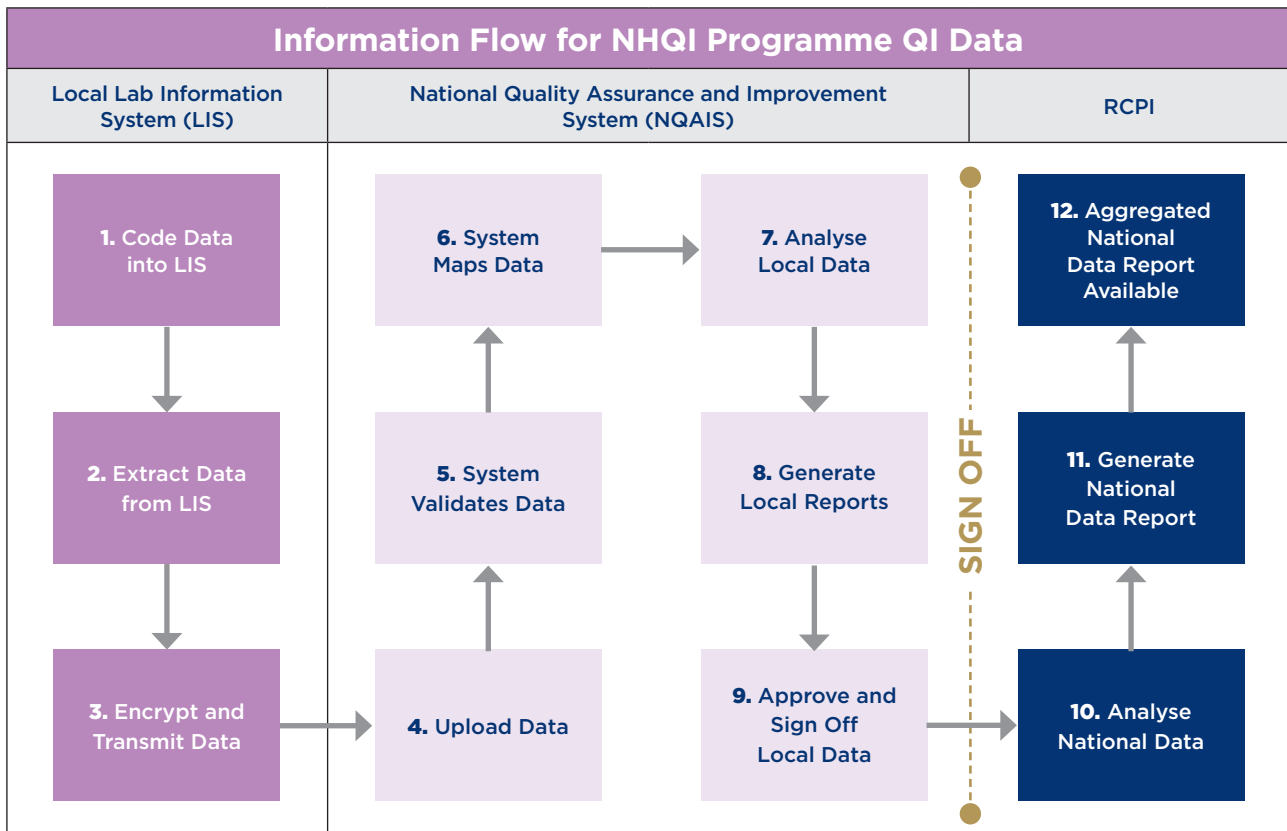 Information Flow for NHQI Programme QI Data
Local Lab Information
System (LIS)
National Quality Assurance and Improvement
System (NQAIS)
RCPI
1. Code Data
into LIS
2. Extract Data
from LIS
3. Encrypt and
Transmit Data
4. Upload Data
5. System
Validates Data
6. System
Maps Data
7. Analyse
Local Data
8. Generate
Local Reports
9. Approve and
Sign Off
Local Data
SIGN OFF
10. Analyse
National Data
11. Generate
National
Data Report
12. Aggregated
National
Data Report
Available